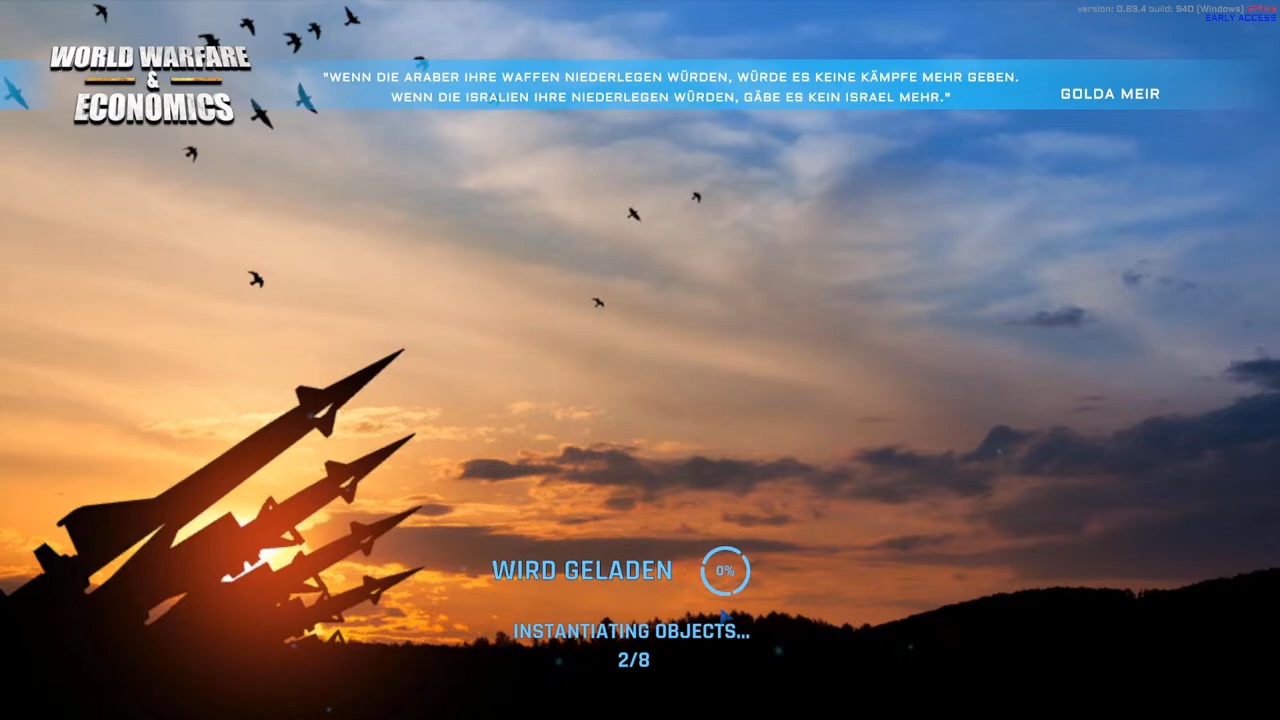 version: 0.83.4 build: 940 (Windows) Offline
EARLY ACCESS
WORLD WARFARE
&
ECONOMICS
"WENN DIE ARABER IHRE WAFFEN NIEDERLEGEN WÜRDEN, WÜRDE ES KEINE KÄMPFE MEHR GEBEN.
WENN DIE ISRALIEN IHRE NIEDERLEGEN WÜRDEN, GÄBE ES KEIN ISRAEL MEHR."
GOLDA MEIR
WIRD GELADEN
0%
INSTANTIATING OBJECTS...
2/8